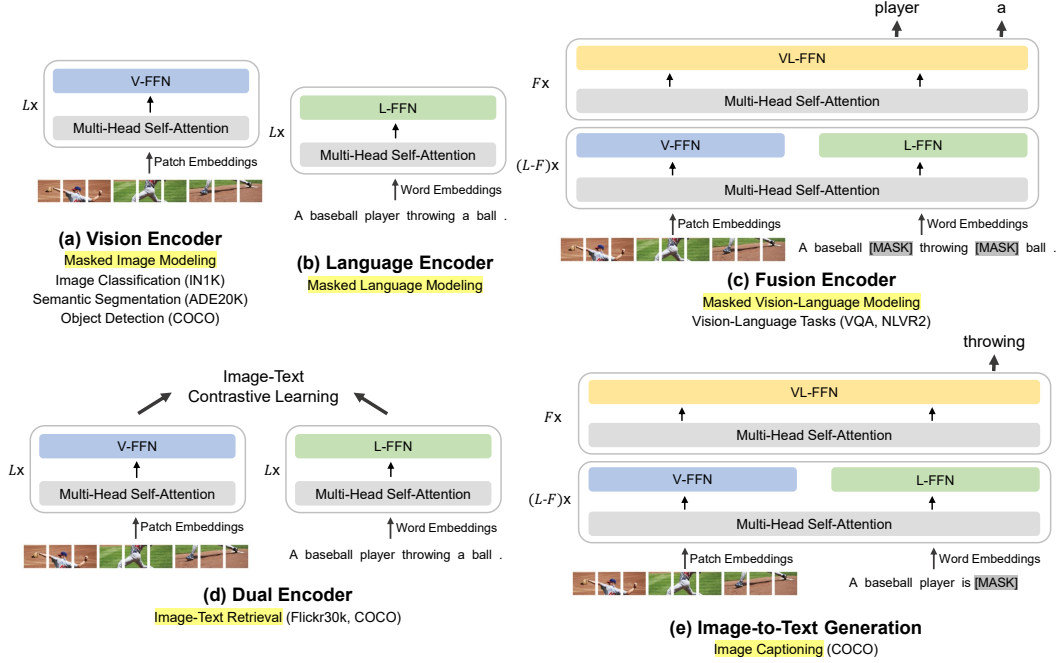 V-FFN
Lx
Multi-Head Self-Attention
Patch Embeddings
(a) Vision Encoder
Masked Image Modeling
Image Classification (IN1K)
Semantic Segmentation (ADE20K)
Object Detection (COCO)
L-FFN
Lx
Multi-Head Self-Attention
Word Embeddings
A baseball player throwing a ball .
(b) Language Encoder
Masked Language Modeling
player a
VL-FFN
Fx
Multi-Head Self-Attention
V-FFN L-FFN
(L-F)x
Multi-Head Self-Attention
Patch Embeddings Word Embeddings
A baseball [MASK] throwing [MASK] ball .
(c) Fusion Encoder
Masked Vision-Language Modeling
Vision-Language Tasks (VQA, NLVR2)
Image-Text
Contrastive Learning
V-FFN L-FFN
Lx Lx
Multi-Head Self-Attention Multi-Head Self-Attention
Patch Embeddings Word Embeddings
A baseball player throwing a ball .
(d) Dual Encoder
Image-Text Retrieval (Flickr30k, COCO)
throwing
VL-FFN
Fx
Multi-Head Self-Attention
V-FFN L-FFN
(L-F)x
Multi-Head Self-Attention
Patch Embeddings Word Embeddings
A baseball player is [MASK]
(e) Image-to-Text Generation
Image Captioning (COCO)